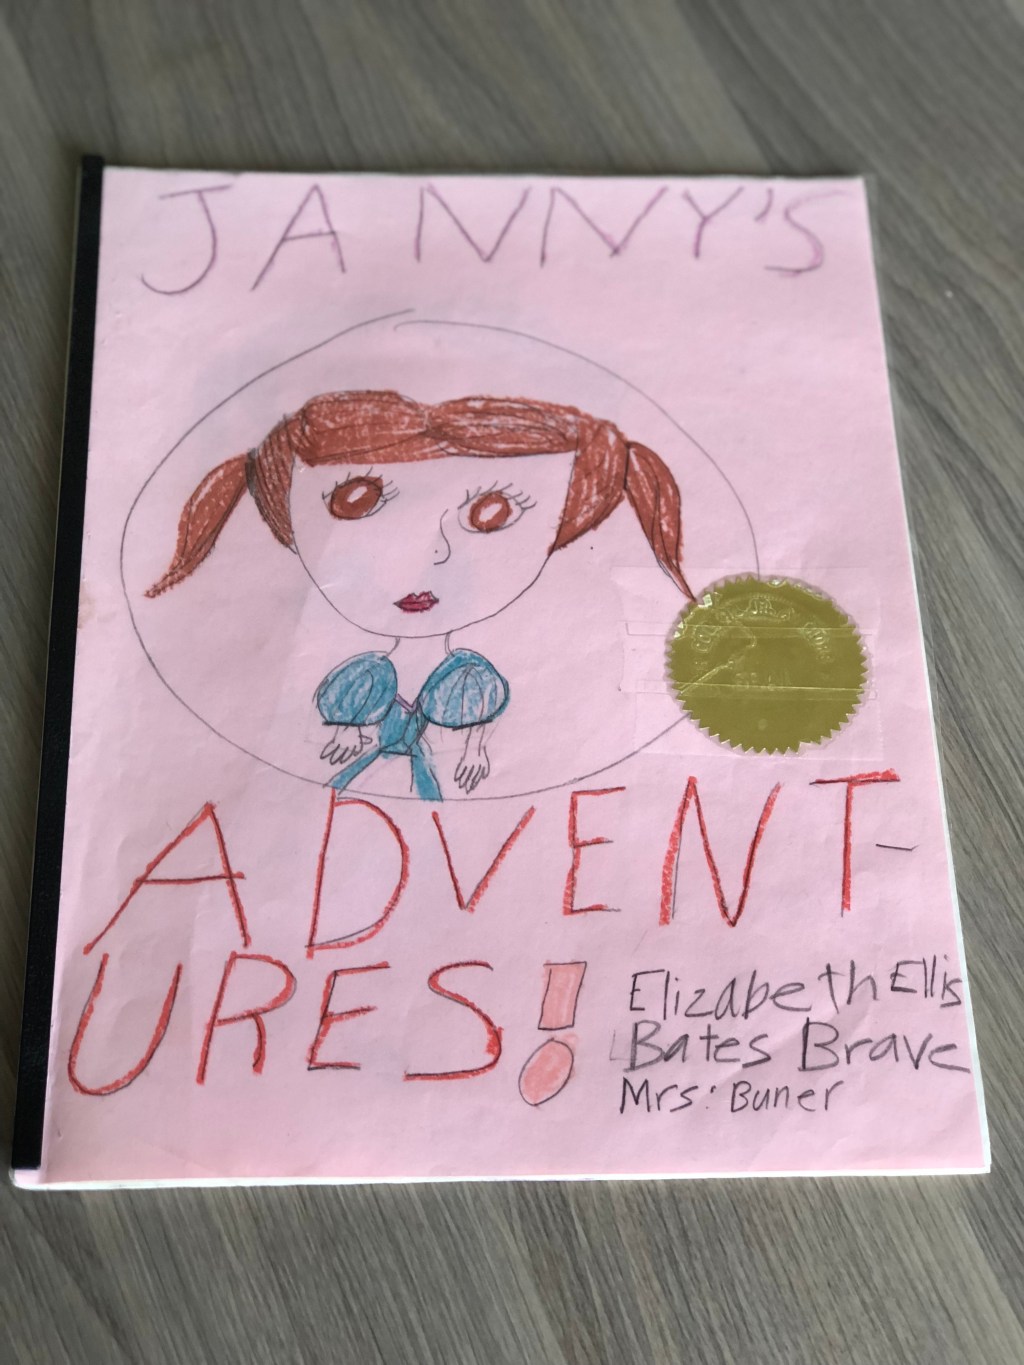 JANNY'S
ADVENT-
URES!
Elizabeth Ellis
Bates Brave
Mrs. Buner